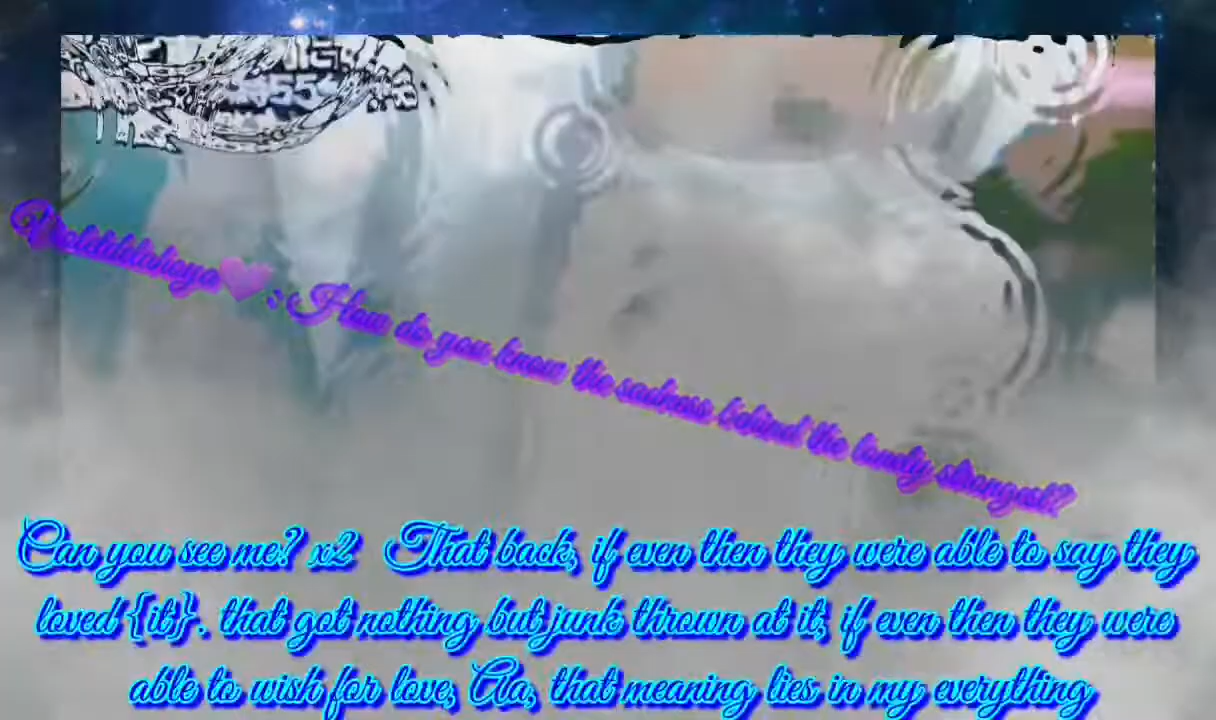 Violetdelahoya💜 : How do you know the sadness behind the lonely strongest?
Can you see me? x2 That back, if even then they were able to say they
loved {it}. that got nothing but junk thrown at it, if even then they were
able to wish for love, Aa, that meaning lies in my everything